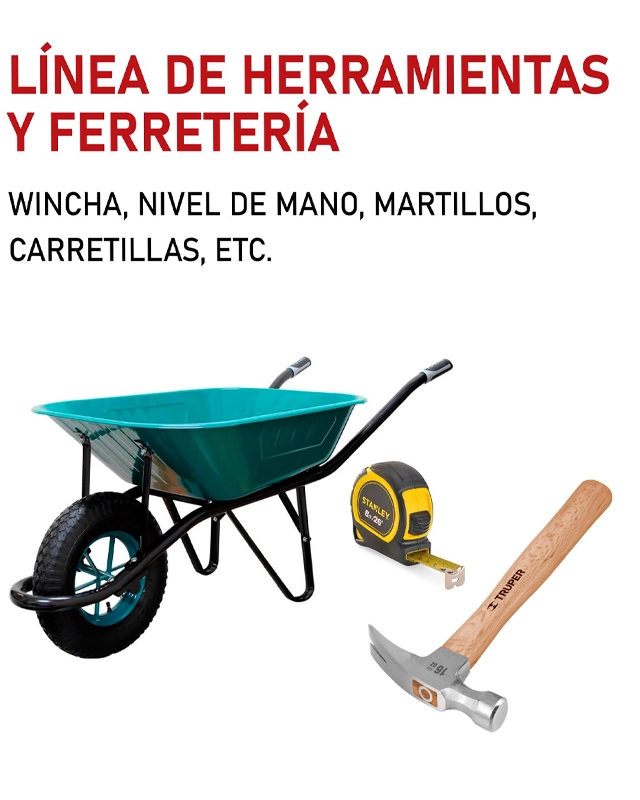 LÍNEA DE HERRAMIENTAS
Y FERRETERÍA
WINCHA, NIVEL DE MANO, MARTILLOS,
CARRETILLAS, ETC.
STANLEY
8m/26'
TRUPER
16 oz